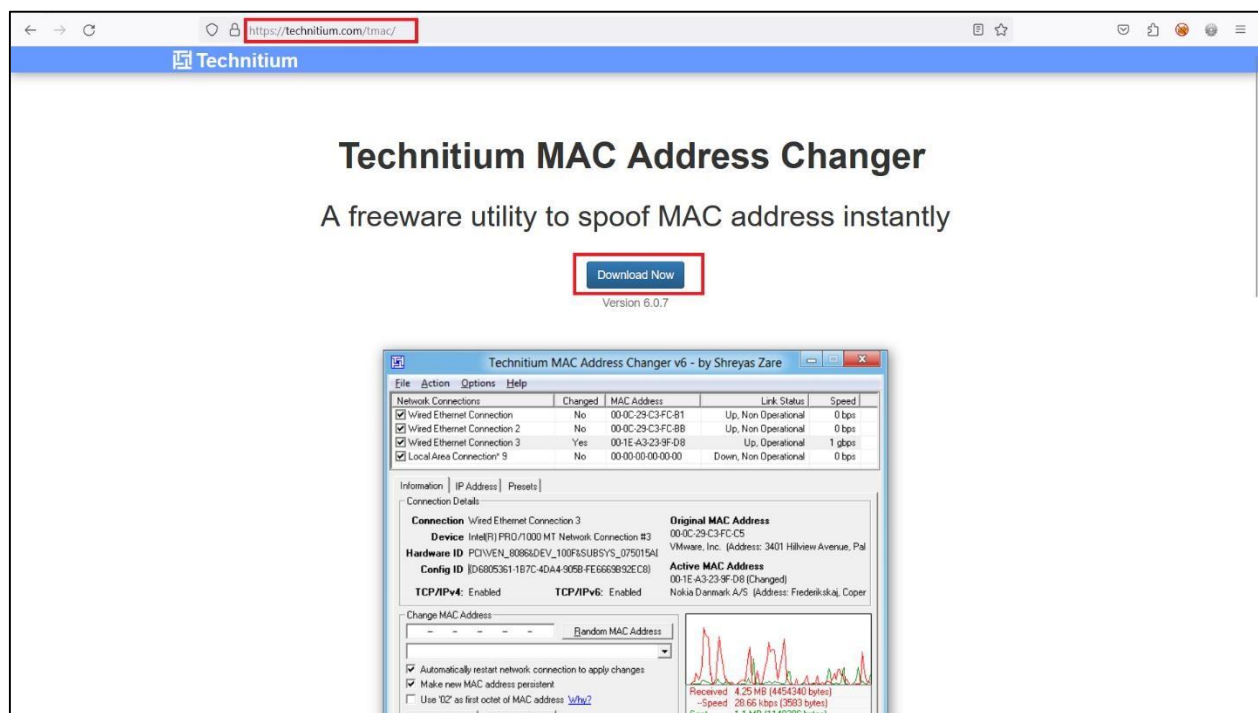 https://technitium.com/tmac/
Technitium
Technitium MAC Address Changer
A freeware utility to spoof MAC address instantly
Download Now
Version 6.0.7
Technitium MAC Address Changer v6 - by Shreyas Zare
File Action Options Help
Network Connections Changed MAC Address Link Status Speed
Wired Ethernet Connection No 00-0C-29-C3-FC-B1 Up, Non Operational 0 bps
Wired Ethernet Connection 2 No 00-0C-29-C3-FC-BB Up, Non Operational 0 bps
Wired Ethernet Connection 3 Yes 00-1E-A3-23-9F-D8 Up, Operational 1 gbps
Local Area Connection* 9 No 00-00-00-00-00-00 Down, Non Operational 0 bps
Information IP Address Presets
Connection Details
Connection Wired Ethernet Connection 3
Device Intel(R) PRO/1000 MT Network Connection #3
Hardware ID PCI\VEN_8086&DEV_100F&SUBSYS_075015AD
Config ID {D6805361-1B7C-4DA4-905B-FE6669B92EC8}
TCP/IPv4: Enabled TCP/IPv6: Enabled
Original MAC Address
00-0C-29-C3-FC-C5
VMware, Inc. (Address: 3401 Hillview Avenue, Pal
Active MAC Address
00-1E-A3-23-9F-D8 (Changed)
Nokia Danmark A/S (Address: Frederikskaj, Coper
Change MAC Address
- - - - -
Random MAC Address
Automatically restart network connection to apply changes
Make new MAC address persistent
Use '02' as first octet of MAC address Why?
Received 4.25 MB (4454340 bytes)
--Speed 28.66 kbps (3583 bytes)